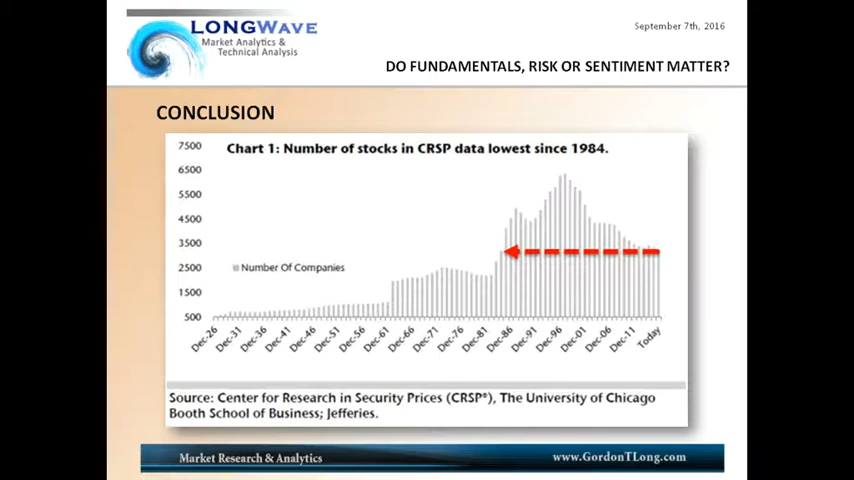 LONGWave
Market Analytics &
Technical Analysis
September 7th, 2016
DO FUNDAMENTALS, RISK OR SENTIMENT MATTER?
CONCLUSION
Chart 1: Number of stocks in CRSP data lowest since 1984.
7500
6500
5500
4500
3500
2500
1500
500
Number Of Companies
Dec-26
Dec-31
Dec-36
Dec-41
Dec-46
Dec-51
Dec-56
Dec-61
Dec-66
Dec-71
Dec-76
Dec-81
Dec-86
Dec-91
Dec-96
Dec-01
Dec-06
Dec-11
Today
Source: Center for Research in Security Prices (CRSP®), The University of Chicago
Booth School of Business; Jefferies.
Market Research & Analytics
www.GordonTLong.com